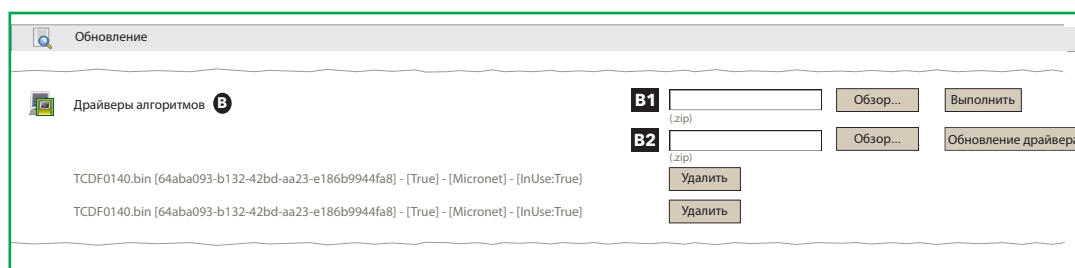 Обновление
Драйверы алгоритмов B
B1 Обзор... Выполнить
(.zip)
B2 Обзор... Обновление драйвера
(.zip)
TCDF0140.bin [64aba093-b132-42bd-aa23-e186b9944fa8] - [True] - [Micronet] - [InUse:True] Удалить
TCDF0140.bin [64aba093-b132-42bd-aa23-e186b9944fa8] - [True] - [Micronet] - [InUse:True] Удалить